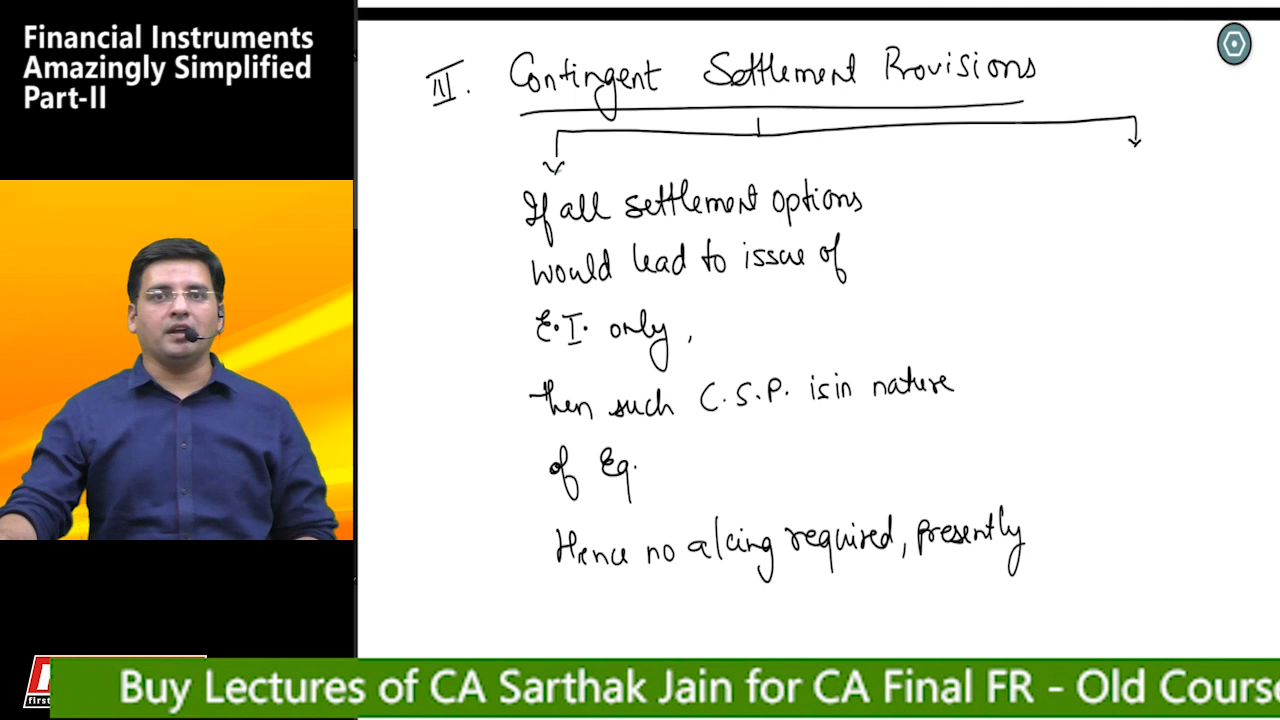 Financial Instruments
Amazingly Simplified
Part-II
III. Contingent Settlement Provisions
If all settlement options
would lead to issue of
E.I. only,
then such C.S.P. is in nature
of Eq.
Hence no a/cing required, presently
first
Buy Lectures of CA Sarthak Jain for CA Final FR - Old Course